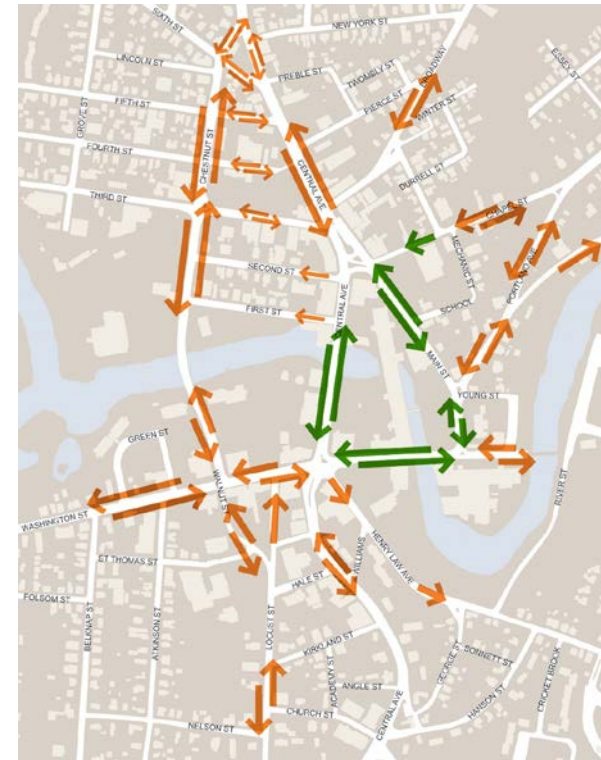 SIXTH ST
NEW YORK ST
LINCOLN ST
PREBLE ST
TWOMBLY ST
BROADWAY
ESSEY ST
GROVE ST
FIFTH ST
PIERCE ST
WINTER ST
FOURTH ST
CHESTNUT ST
CENTRAL AVE
DURRELL ST
THIRD ST
CHAPEL ST
MECHANIC ST
PORTLAND AVE
SECOND ST
CENTRAL AVE
SCHOOL
FIRST ST
MAIN ST
YOUNG ST
GREEN ST
WALNUT ST
RIVER ST
WASHINGTON ST
ST THOMAS ST
WILLIAMS
HENRY LAW AVE
HALE ST
FOLSOM ST
BELKNAP ST
ATKINSON ST
LOCUST ST
KIRKLAND ST
ACADEMY ST
GEORGE ST
SONNETT ST
ANGLE ST
HANSON ST
CRICKET BROOK
NELSON ST
CHURCH ST
CENTRAL AVE